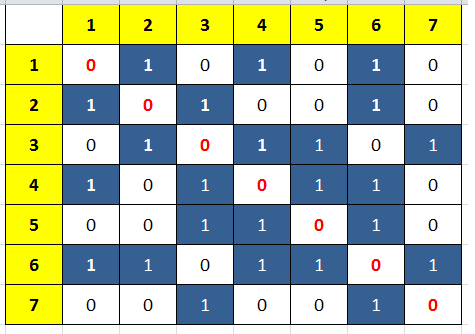 1 2 3 4 5 6 7
1 0 1 0 1 0 1 0
2 1 0 1 0 0 1 0
3 0 1 0 1 1 0 1
4 1 0 1 0 1 1 0
5 0 0 1 1 0 1 0
6 1 1 0 1 1 0 1
7 0 0 1 0 0 1 0